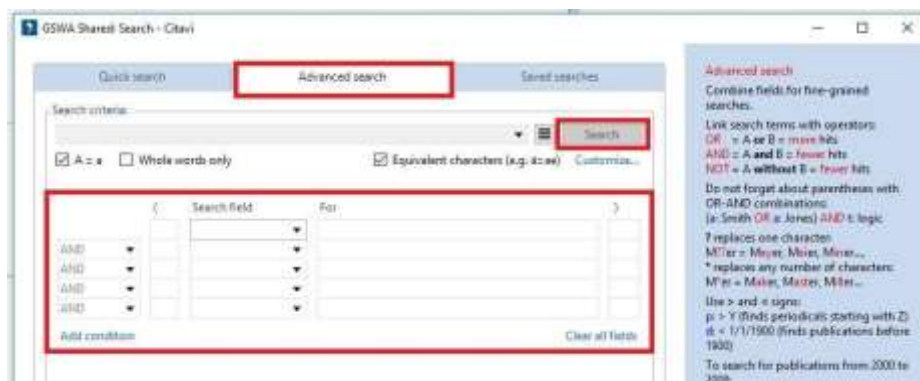 GSWA Shared Search - Citavi
Quick search
Advanced search
Saved searches
Search criteria:
Search
A = a
Whole words only
Equivalent characters (e.g. ä=ae)
Customize...
( Search field For )
AND
AND
AND
AND
Add condition
Clear all fields
Advanced search
Combine fields for fine-grained
searches.
Link search terms with operators:
OR = A or B = more hits
AND = A and B = fewer hits
NOT = A without B = fewer hits
Do not forget about parentheses with
OR-AND combinations:
(a: Smith OR a: Jones) AND t: logic
? replaces one character:
M??er = Meyer, Meier, Miner...
* replaces any number of characters:
M*er = Maker, Master, Miller...
Use > and < signs:
p: > Y (finds periodicals starting with Z)
d: < 1/1/1900 (finds publications before
1900)
To search for publications from 2000 to